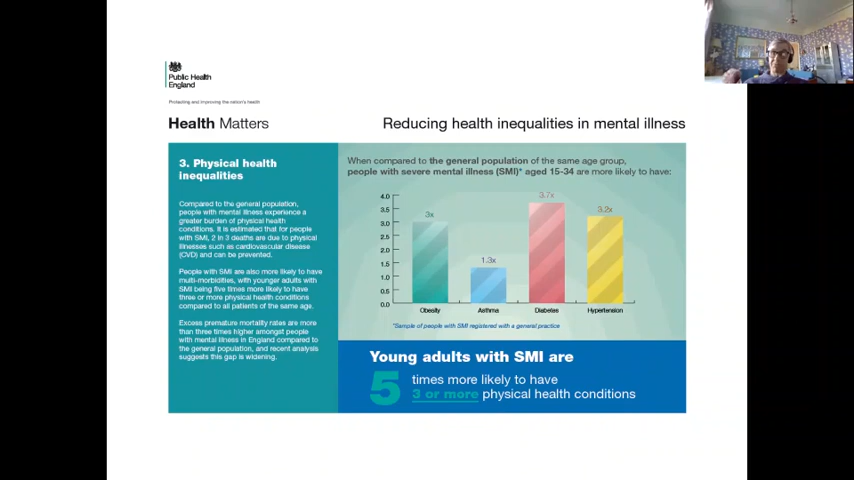 Public Health
England
Protecting and improving the nation's health
Health Matters
Reducing health inequalities in mental illness
3. Physical health
inequalities
Compared to the general population,
people with mental illness experience a
greater burden of physical health
conditions. It is estimated that for people
with SMI, 2 in 3 deaths are due to physical
illnesses such as cardiovascular disease
(CVD) and can be prevented.
People with SMI are also more likely to have
multi-morbidities, with younger adults with
SMI being five times more likely to have
three or more physical health conditions
compared to all patients of the same age.
Excess premature mortality rates are more
than three times higher amongst people
with mental illness in England compared to
the general population, and recent analysis
suggests this gap is widening.
When compared to the general population of the same age group,
people with severe mental illness (SMI)* aged 15-34 are more likely to have:
4.0
3.5
3.0
2.5
2.0
1.5
1.0
0.5
0.0
3x
1.3x
3.7x
3.2x
Obesity
Asthma
Diabetes
Hypertension
*Sample of people with SMI registered with a general practice
Young adults with SMI are
5
times more likely to have
3 or more physical health conditions